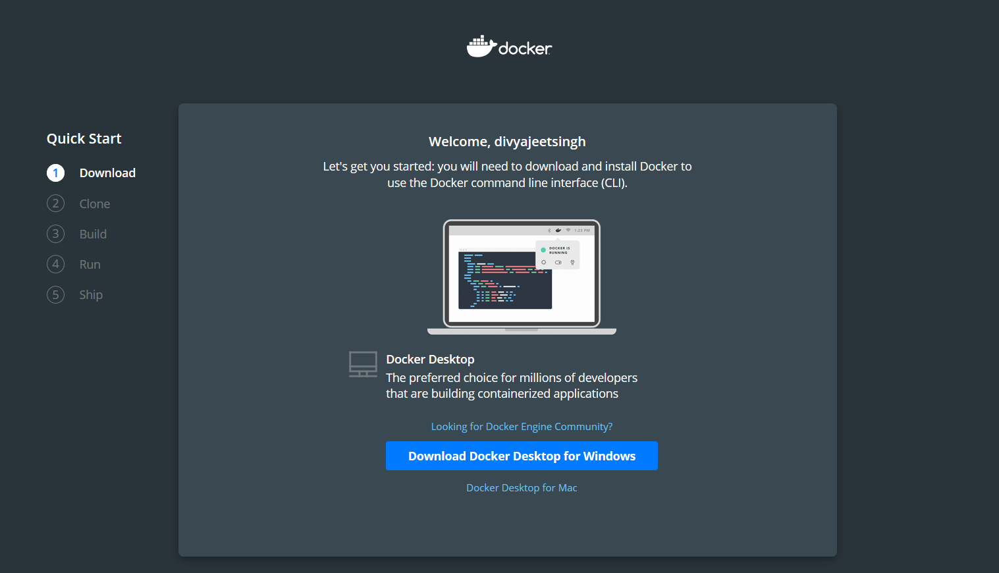 docker
Quick Start
1 Download
2 Clone
3 Build
4 Run
5 Ship
Welcome, divyajeetsingh
Let's get you started: you will need to download and install Docker to
use the Docker command line interface (CLI).
1:23 PM
DOCKER IS
RUNNING
Docker Desktop
The preferred choice for millions of developers
that are building containerized applications
Looking for Docker Engine Community?
Download Docker Desktop for Windows
Docker Desktop for Mac